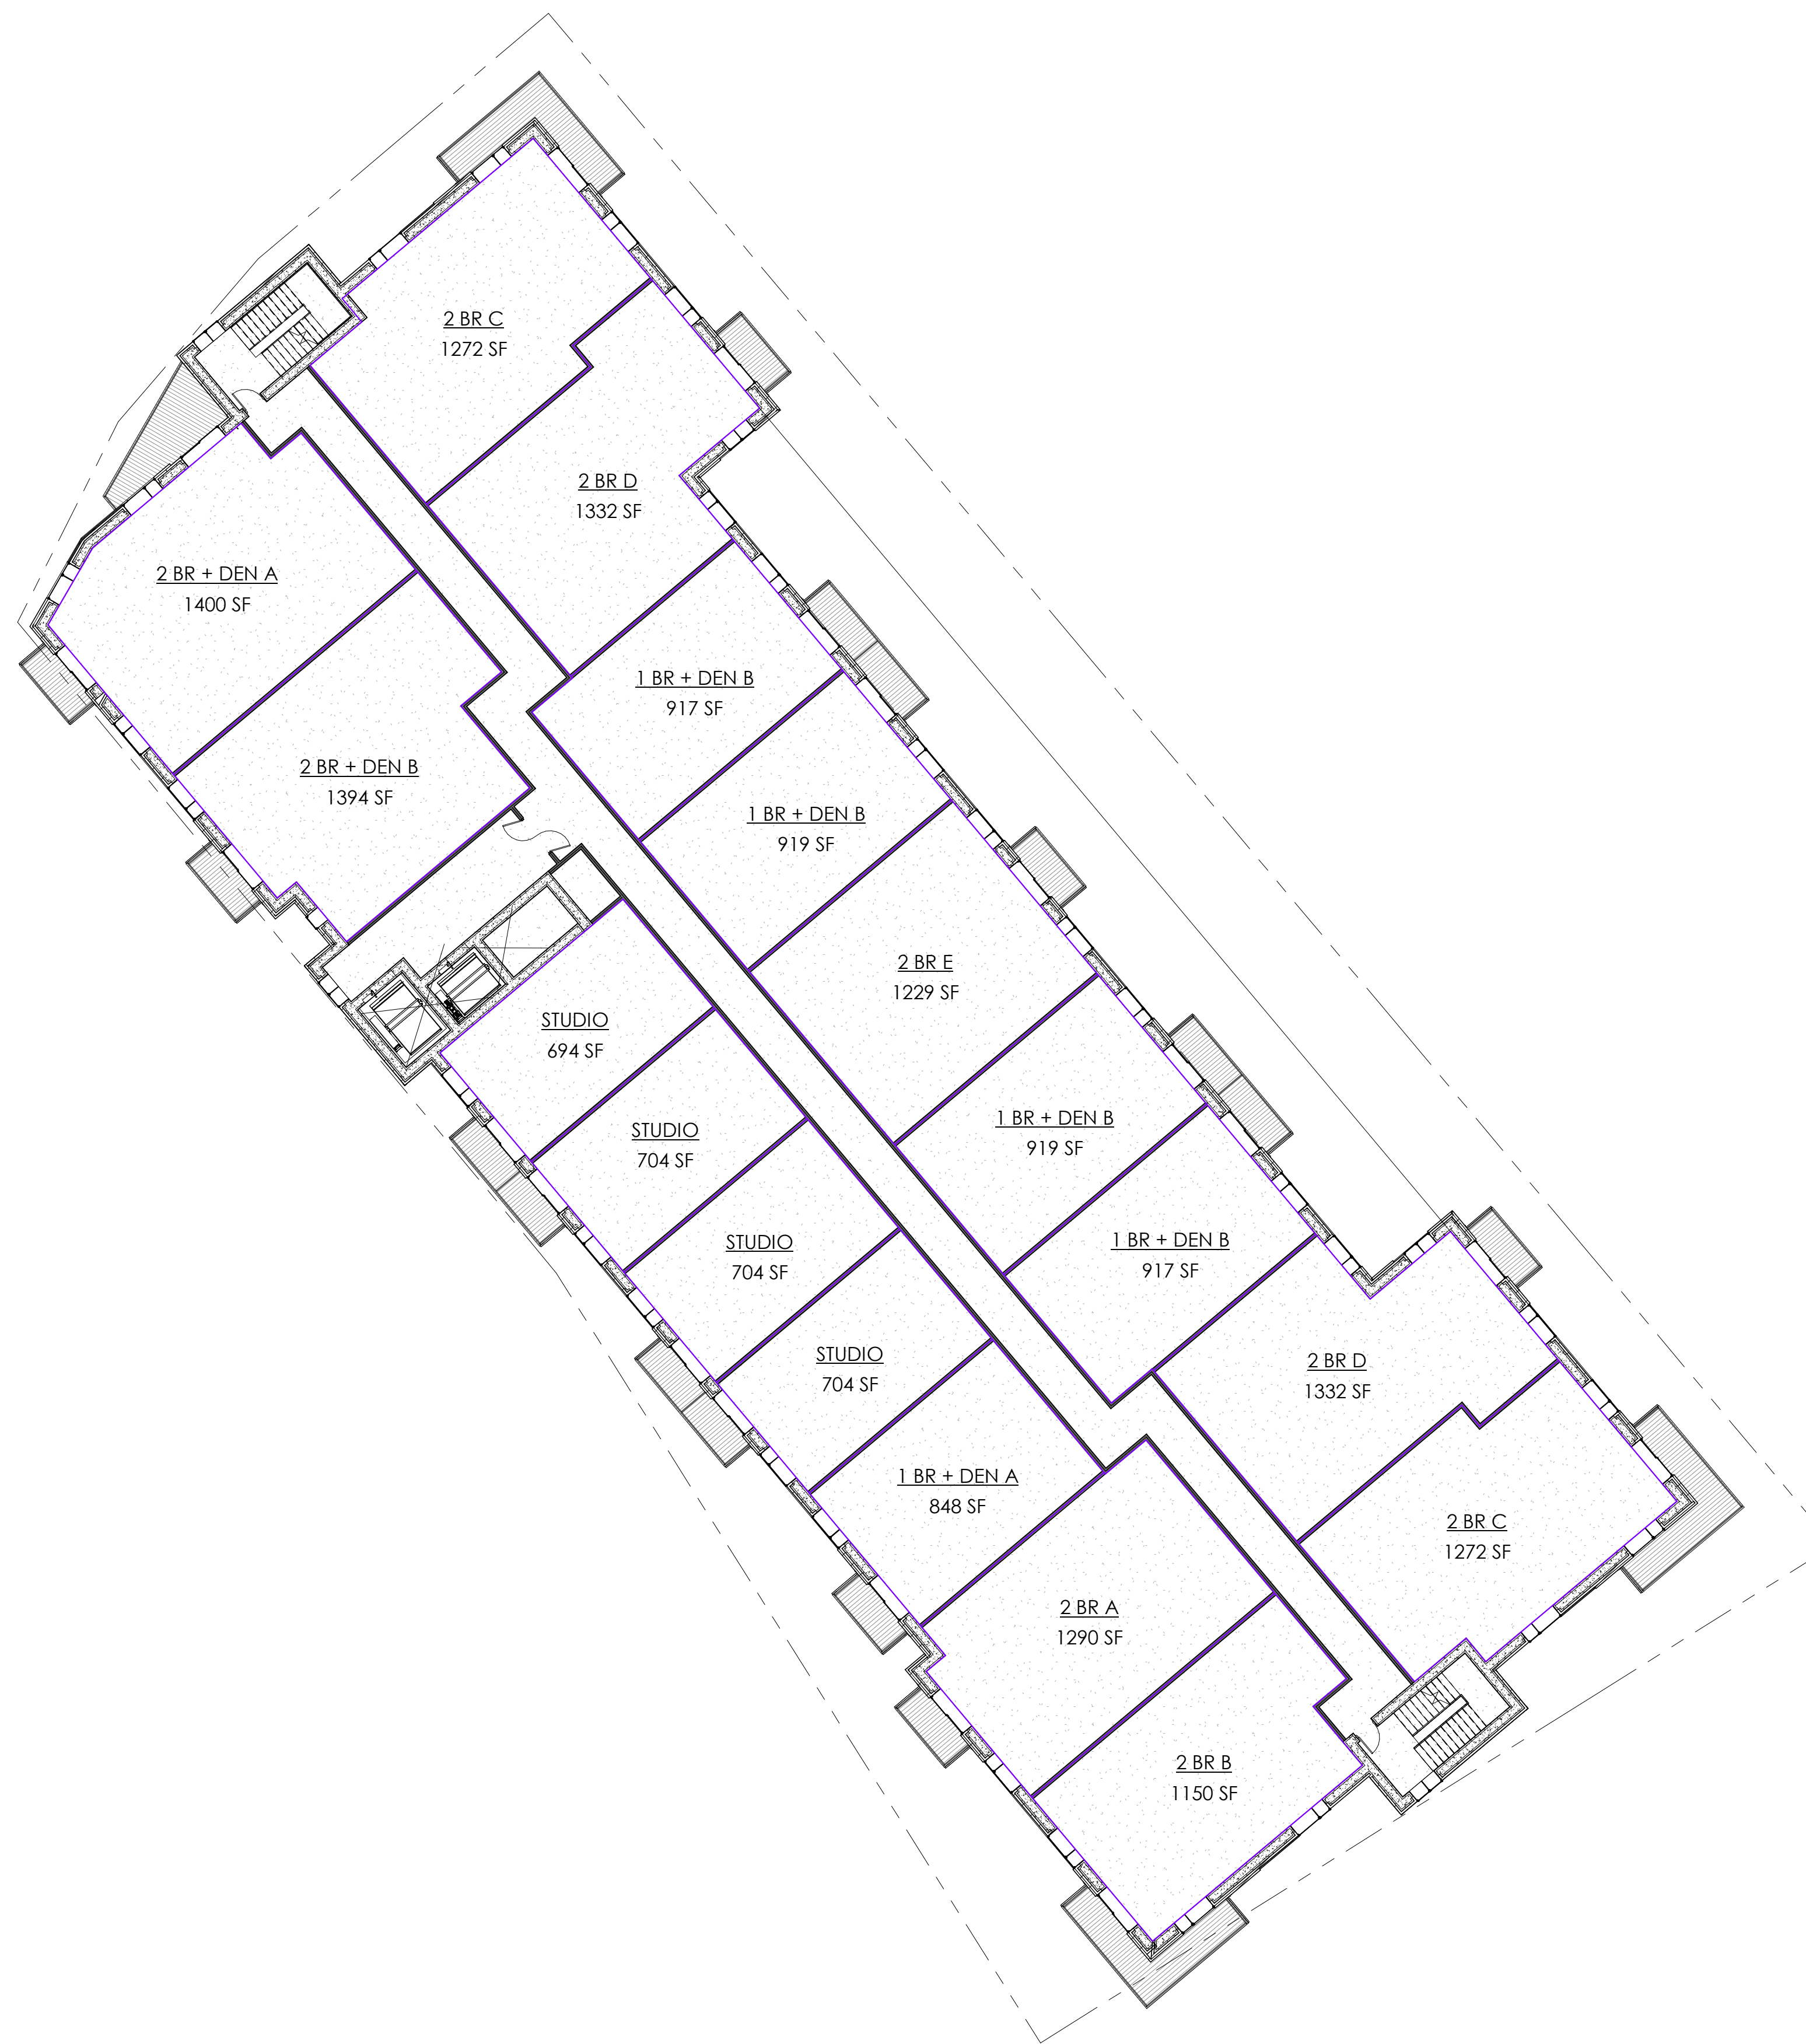 2 BR C
1272 SF
2 BR D
1332 SF
2 BR + DEN A
1400 SF
1 BR + DEN B
917 SF
2 BR + DEN B
1394 SF
1 BR + DEN B
919 SF
2 BR E
1229 SF
STUDIO
694 SF
1 BR + DEN B
919 SF
STUDIO
704 SF
STUDIO
704 SF
1 BR + DEN B
917 SF
STUDIO
704 SF
2 BR D
1332 SF
1 BR + DEN A
848 SF
2 BR C
1272 SF
2 BR A
1290 SF
2 BR B
1150 SF